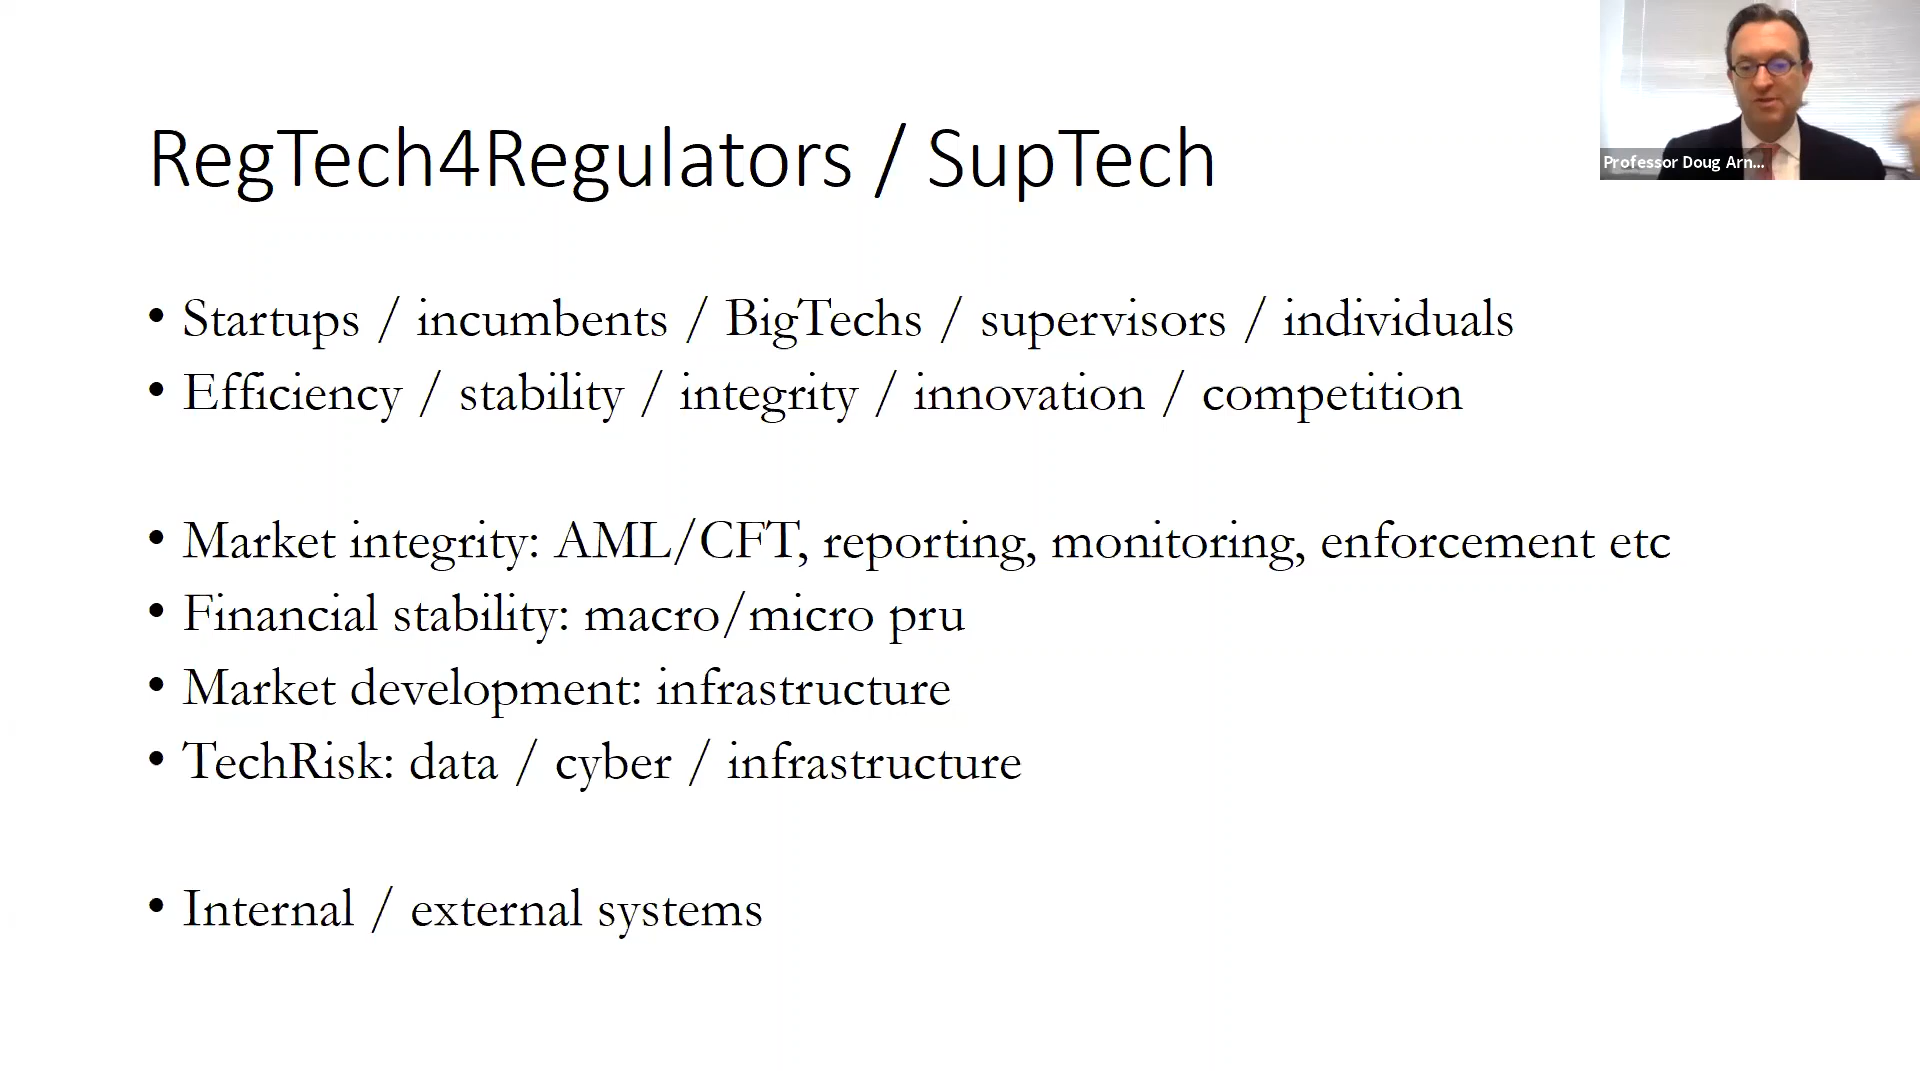 RegTech4Regulators / SupTech
Professor Doug Arn...
• Startups / incumbents / BigTechs / supervisors / individuals
• Efficiency / stability / integrity / innovation / competition
• Market integrity: AML/CFT, reporting, monitoring, enforcement etc
• Financial stability: macro/micro pru
• Market development: infrastructure
• TechRisk: data / cyber / infrastructure
• Internal / external systems